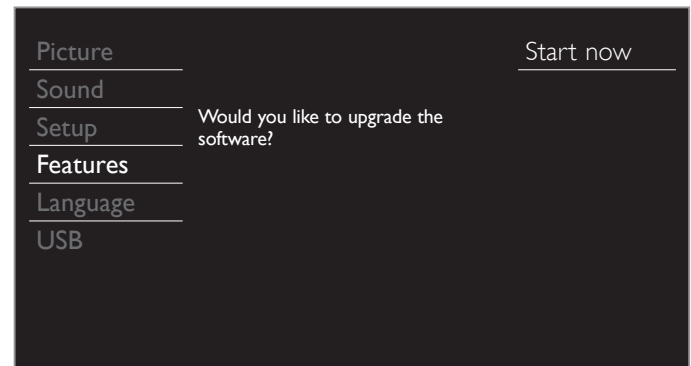 Picture
Sound
Setup
Features
Language
USB
Would you like to upgrade the
software?
Start now